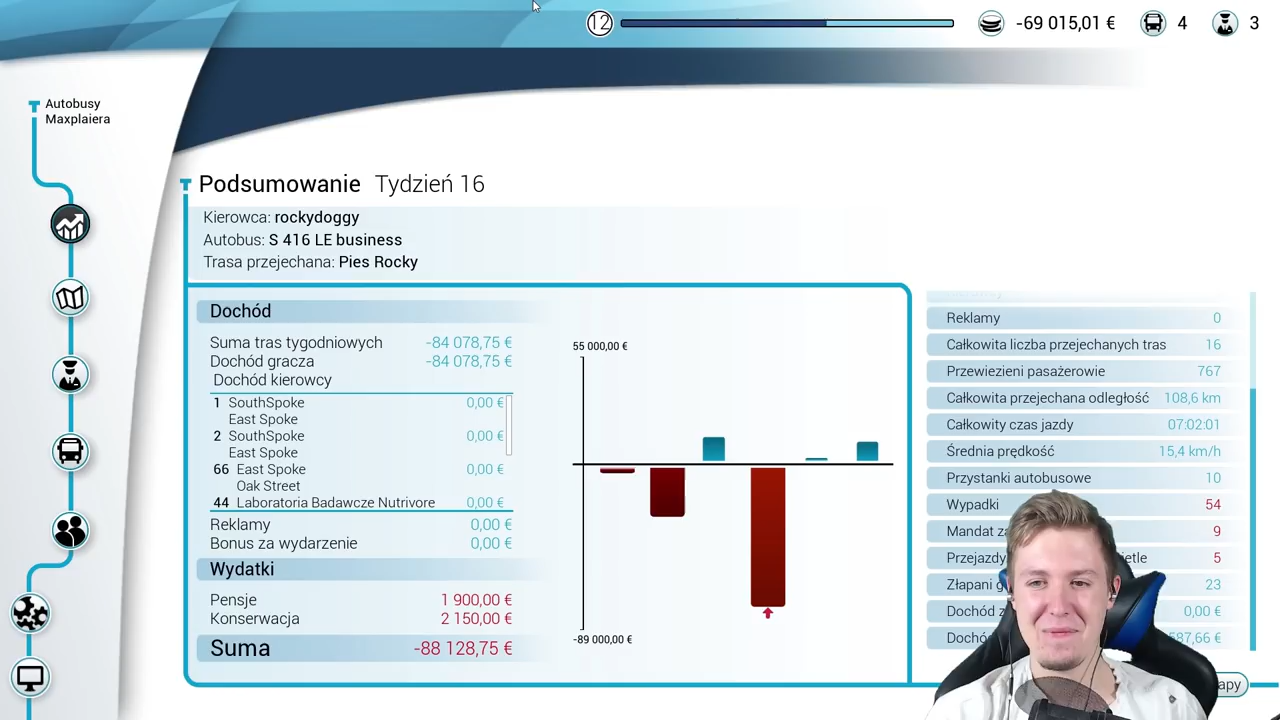 12
-69 015,01 €
4
3
Autobusy
Maxplaiera
Podsumowanie Tydzień 16
Kierowca: rockydoggy
Autobus: S 416 LE business
Trasa przejechana: Pies Rocky
Dochód
Suma tras tygodniowych -84 078,75 €
Dochód gracza -84 078,75 €
Dochód kierowcy
1 SouthSpoke 0,00 €
East Spoke
2 SouthSpoke 0,00 €
East Spoke
66 East Spoke 0,00 €
Oak Street
44 Laboratoria Badawcze Nutrivore 0,00 €
Reklamy 0,00 €
Bonus za wydarzenie 0,00 €
Wydatki
Pensje 1 900,00 €
Konserwacja 2 150,00 €
Suma -88 128,75 €
55 000,00 €
-89 000,00 €
Reklamy 0
Całkowita liczba przejechanych tras 16
Przewiezieni pasażerowie 767
Całkowita przejechana odległość 108,6 km
Całkowity czas jazdy 07:02:01
Średnia prędkość 15,4 km/h
Przystanki autobusowe 10
Wypadki 54
Mandat 9
Przejazdy 5
Złapani 23
Dochód 0,00 €
587,66 €